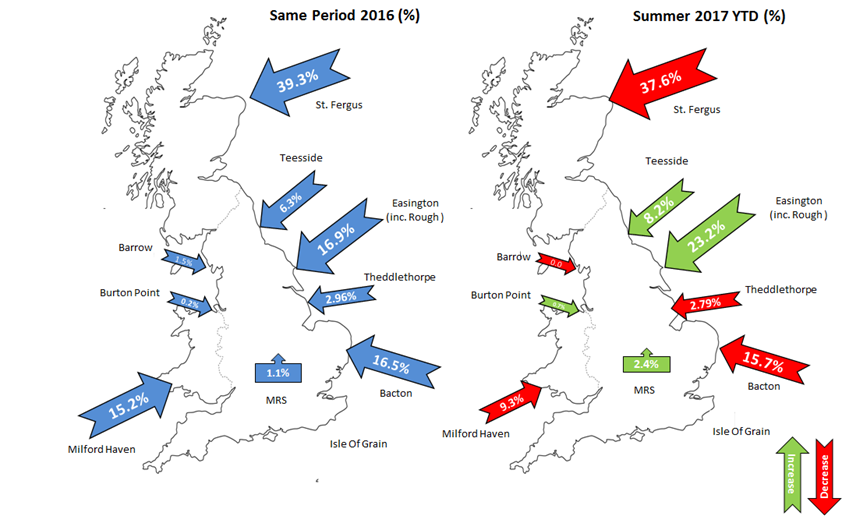 Same Period 2016 (%)
39.3%
St. Fergus
Teesside
6.3%
Easington
(inc. Rough )
16.9%
Barrow
1.5%
Theddlethorpe
Burton Point
0.2%
2.96%
16.5%
1.1%
MRS
Bacton
15.2%
Milford Haven
Isle Of Grain
Summer 2017 YTD (%)
37.6%
St. Fergus
Teesside
8.2%
Easington
(inc. Rough )
23.2%
Barrow
0.0
Theddlethorpe
Burton Point
2.79%
15.7%
2.4%
MRS
Bacton
9.3%
Milford Haven
Isle Of Grain
Increase
Decrease